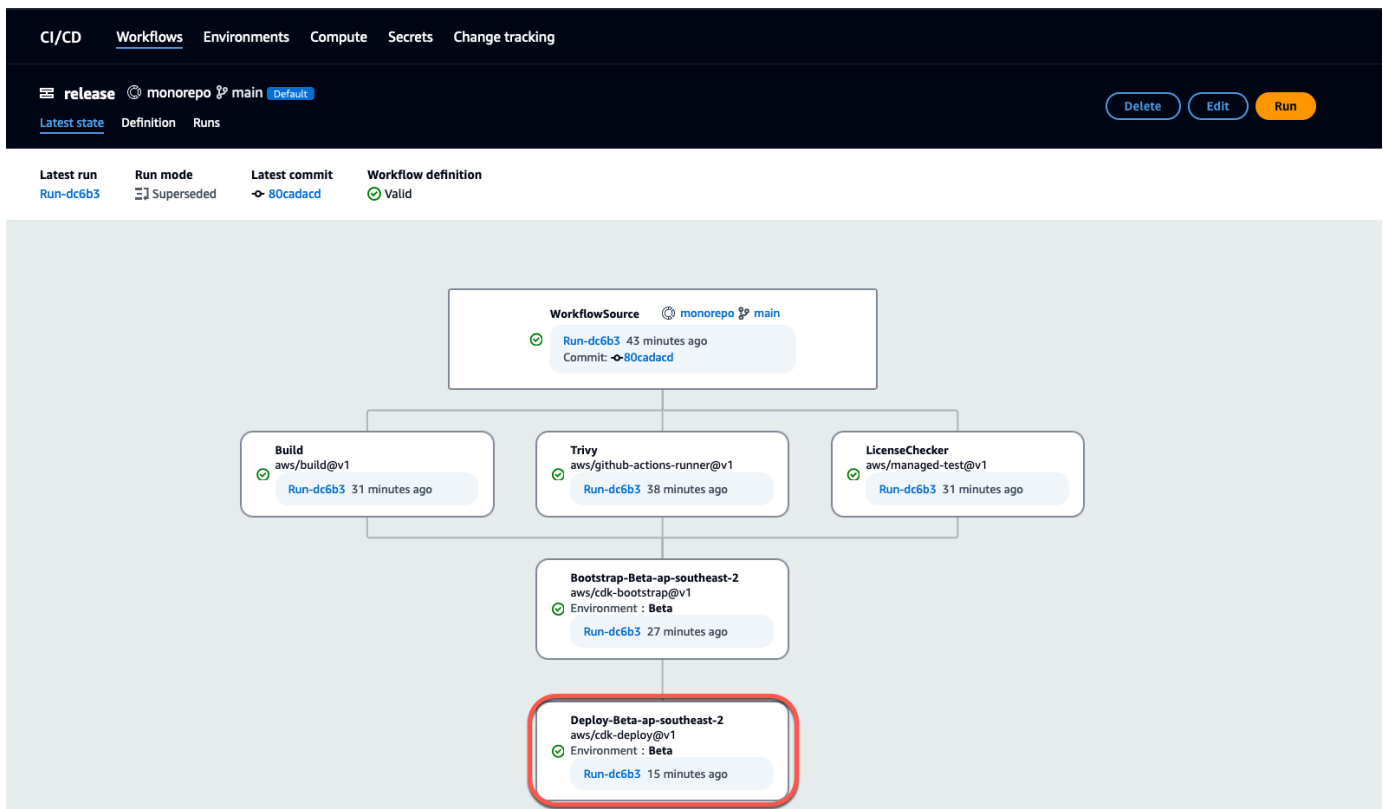 CI/CD Workflows Environments Compute Secrets Change tracking
release monorepo main Default
Delete Edit Run
Latest state Definition Runs
Latest run Run mode Latest commit Workflow definition
Run-dc6b3 Superseded 80cadacd Valid
WorkflowSource monorepo main
Run-dc6b3 43 minutes ago
Commit: 80cadacd
Build
aws/build@v1
Run-dc6b3 31 minutes ago
Trivy
aws/github-actions-runner@v1
Run-dc6b3 38 minutes ago
LicenseChecker
aws/managed-test@v1
Run-dc6b3 31 minutes ago
Bootstrap-Beta-ap-southeast-2
aws/cdk-bootstrap@v1
Environment : Beta
Run-dc6b3 27 minutes ago
Deploy-Beta-ap-southeast-2
aws/cdk-deploy@v1
Environment : Beta
Run-dc6b3 15 minutes ago